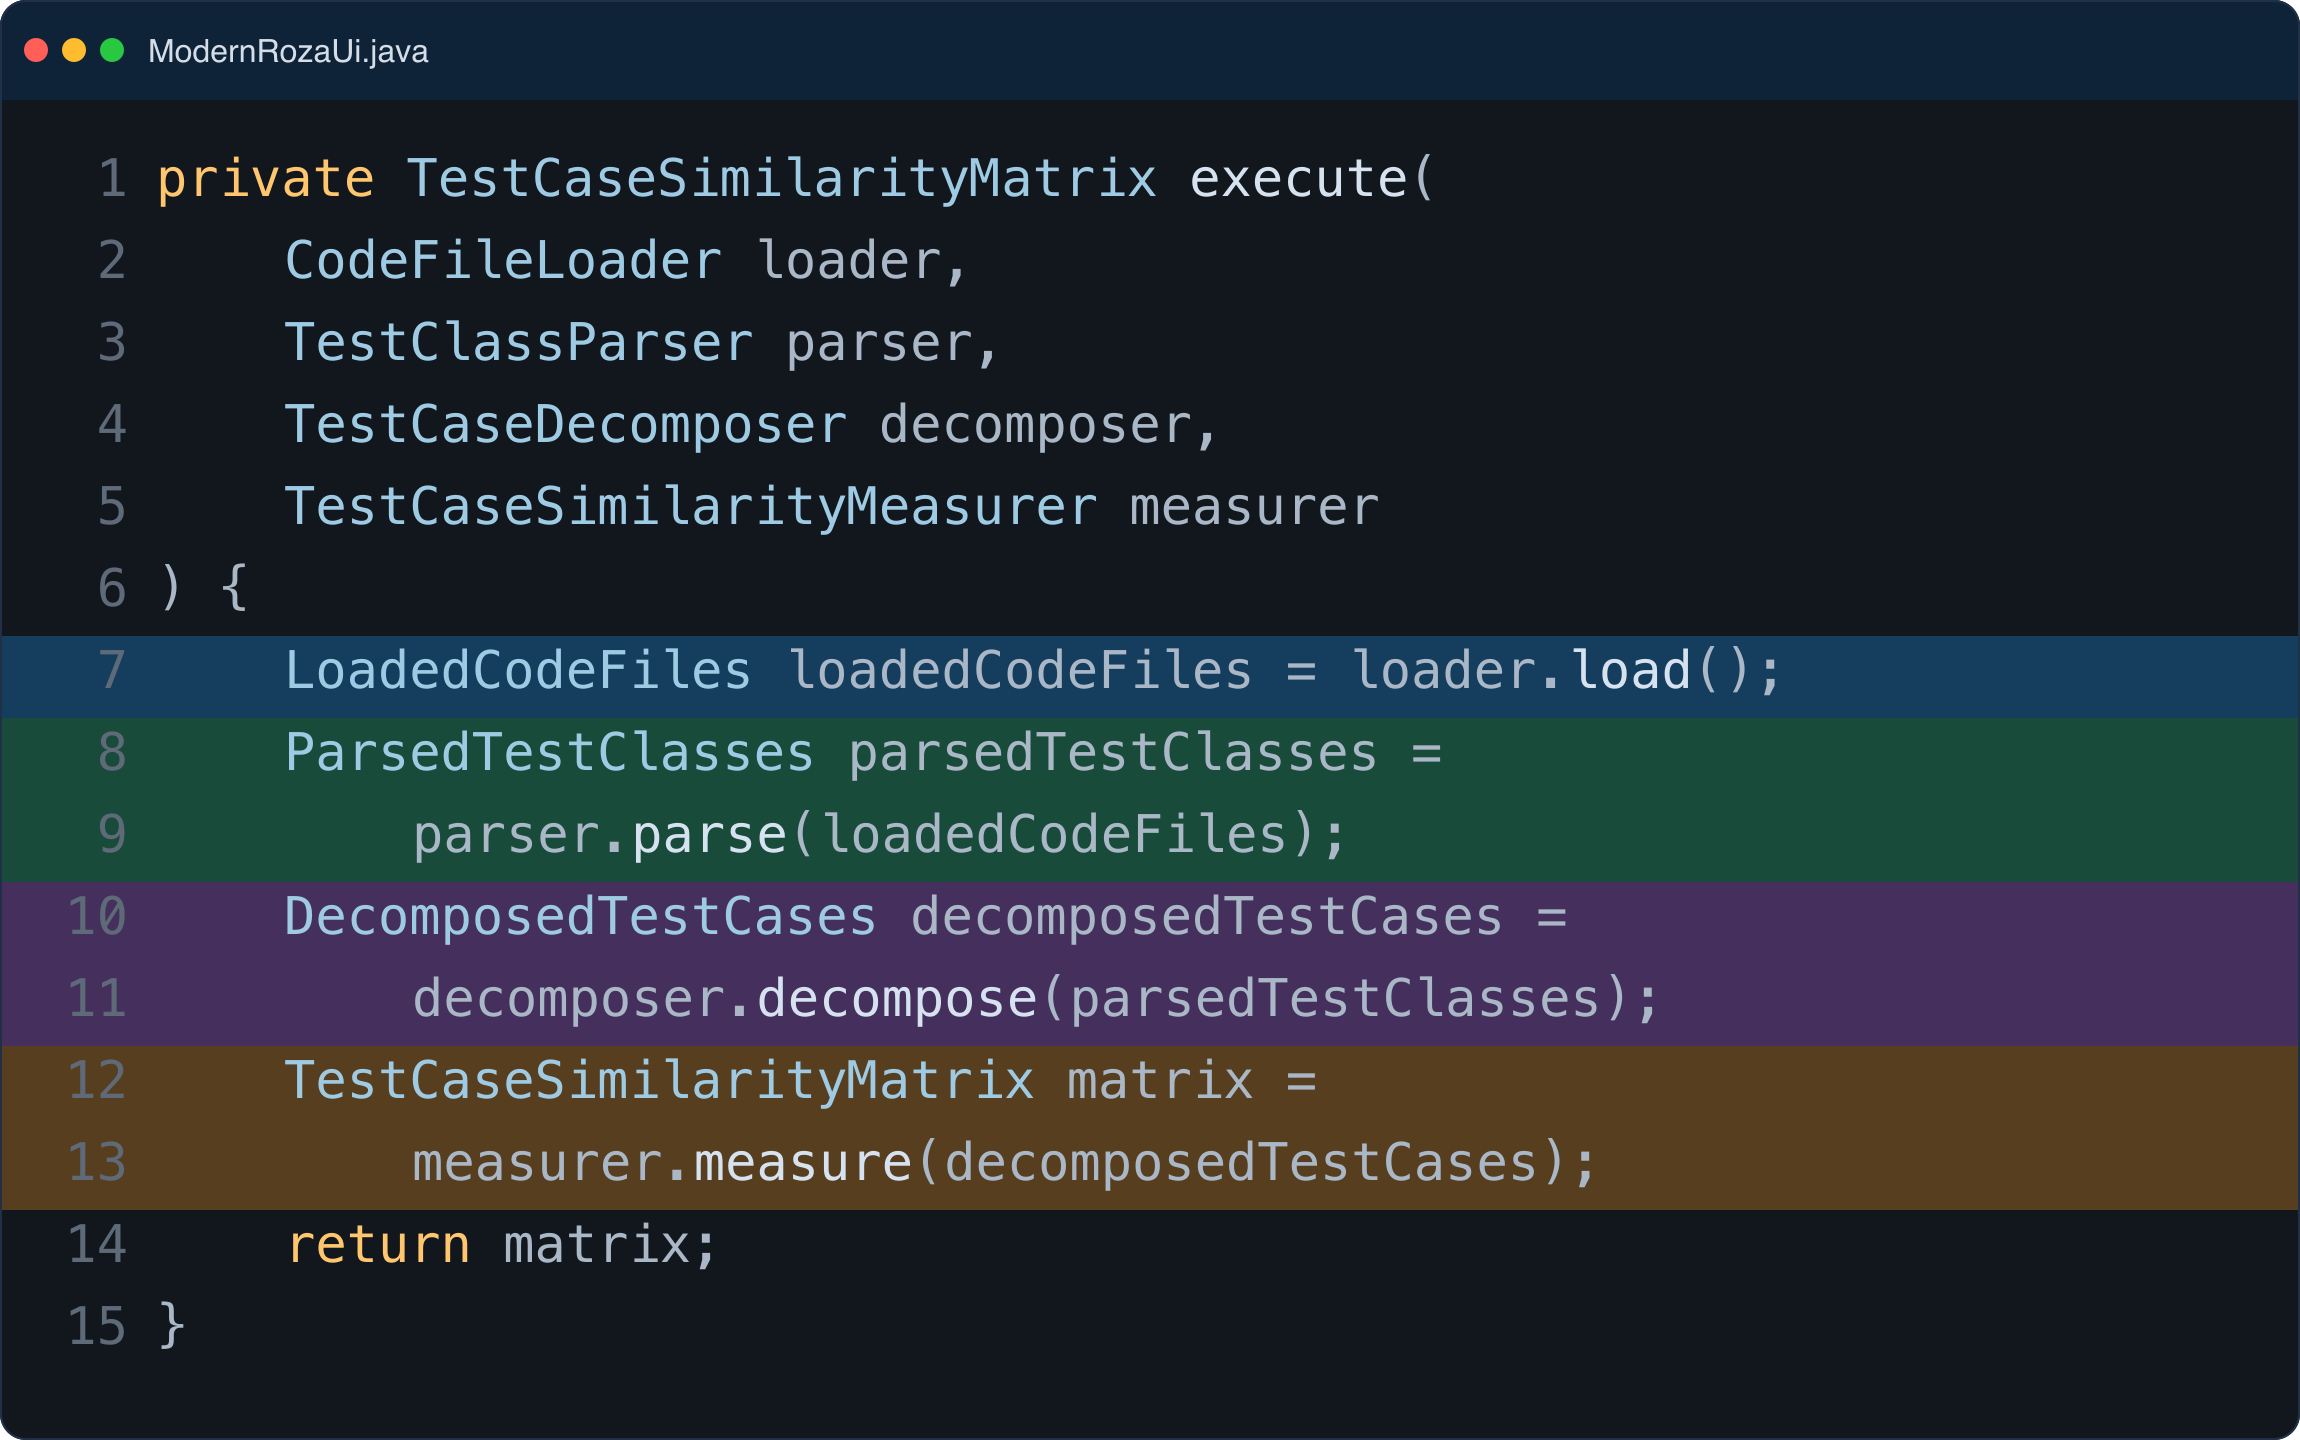 ModernRozaUi.java
1 private TestCaseSimilarityMatrix execute(
2     CodeFileLoader loader,
3     TestClassParser parser,
4     TestCaseDecomposer decomposer,
5     TestCaseSimilarityMeasurer measurer
6 ) {
7     LoadedCodeFiles loadedCodeFiles = loader.load();
8     ParsedTestClasses parsedTestClasses =
9         parser.parse(loadedCodeFiles);
10     DecomposedTestCases decomposedTestCases =
11         decomposer.decompose(parsedTestClasses);
12     TestCaseSimilarityMatrix matrix =
13         measurer.measure(decomposedTestCases);
14     return matrix;
15 }